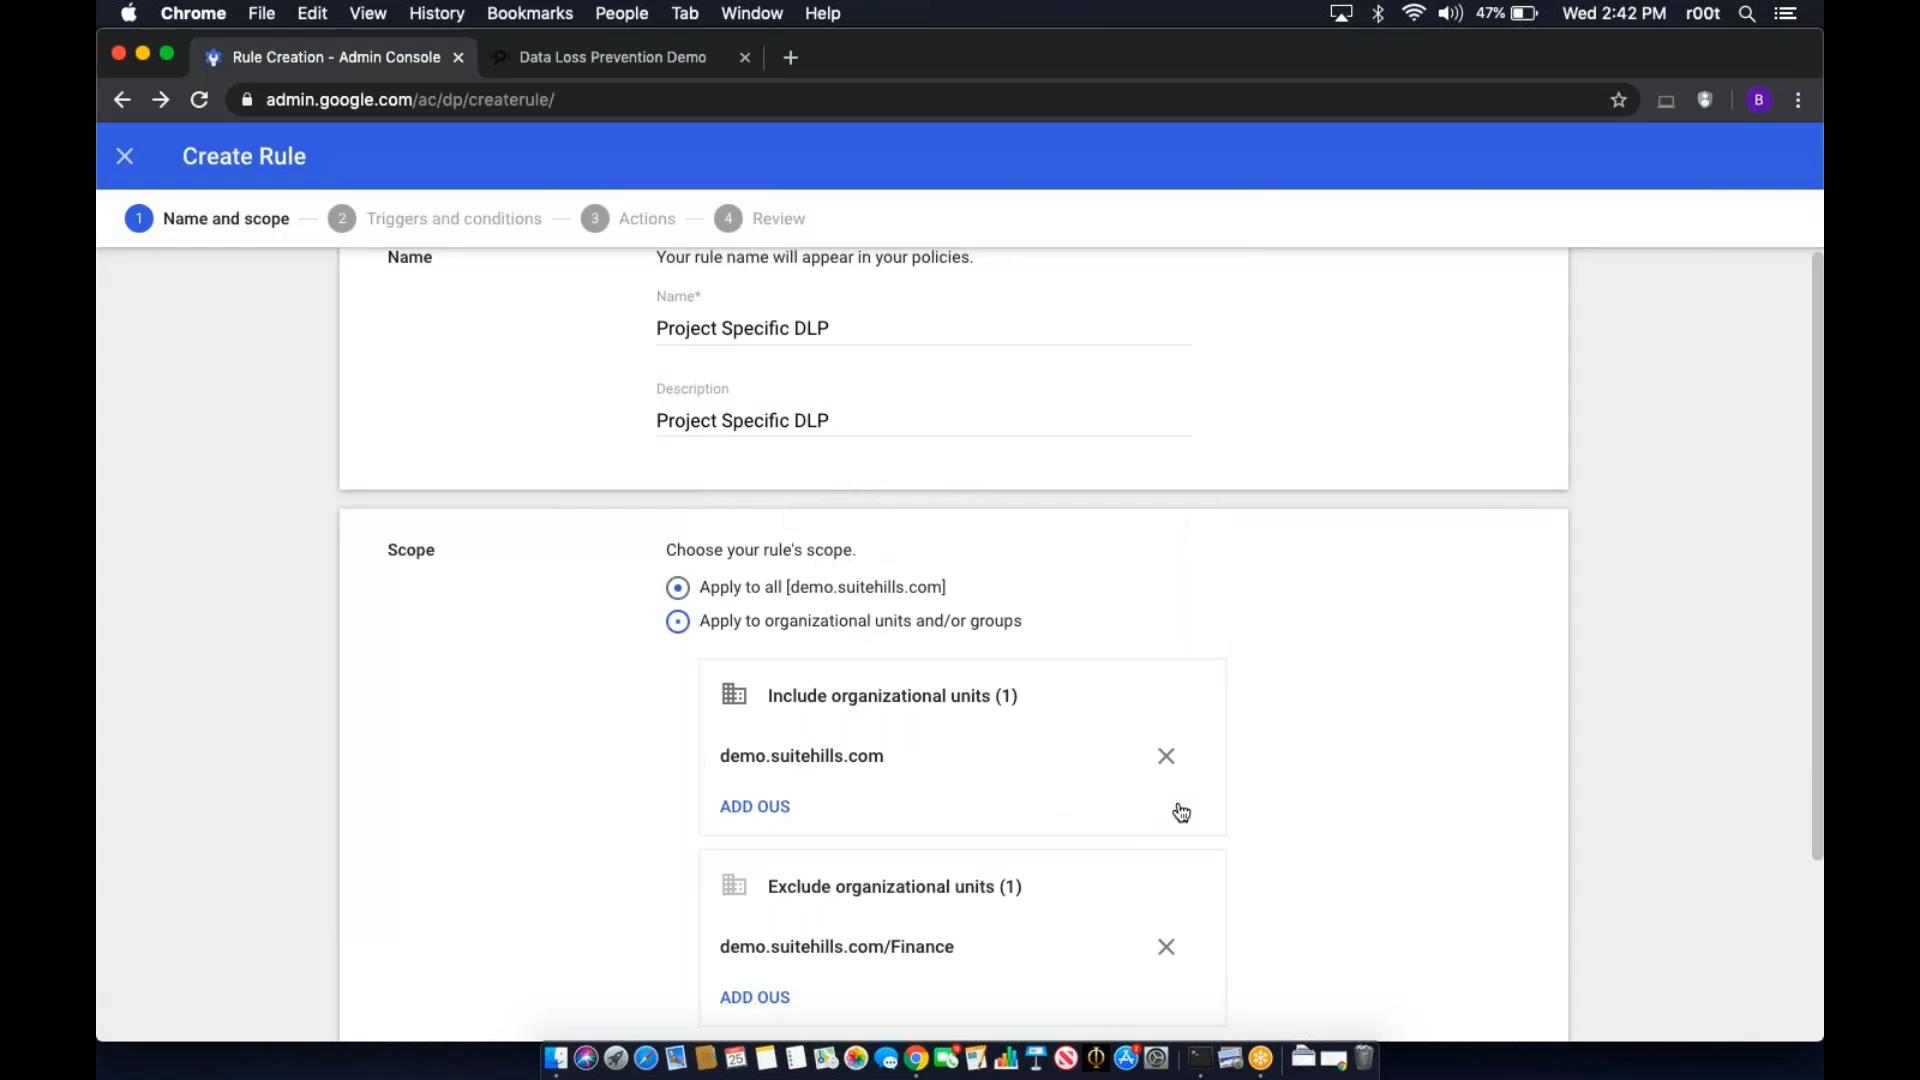 Chrome File Edit View History Bookmarks People Tab Window Help 47% Wed 2:42 PM r00t
Rule Creation - Admin Console Data Loss Prevention Demo
admin.google.com/ac/dp/createrule/ B
Create Rule
1 Name and scope 2 Triggers and conditions 3 Actions 4 Review
Name Your rule name will appear in your policies.
Name*
Project Specific DLP
Description
Project Specific DLP
Scope Choose your rule's scope.
Apply to all [demo.suitehills.com]
Apply to organizational units and/or groups
Include organizational units (1)
demo.suitehills.com
ADD OUS
Exclude organizational units (1)
demo.suitehills.com/Finance
ADD OUS
25